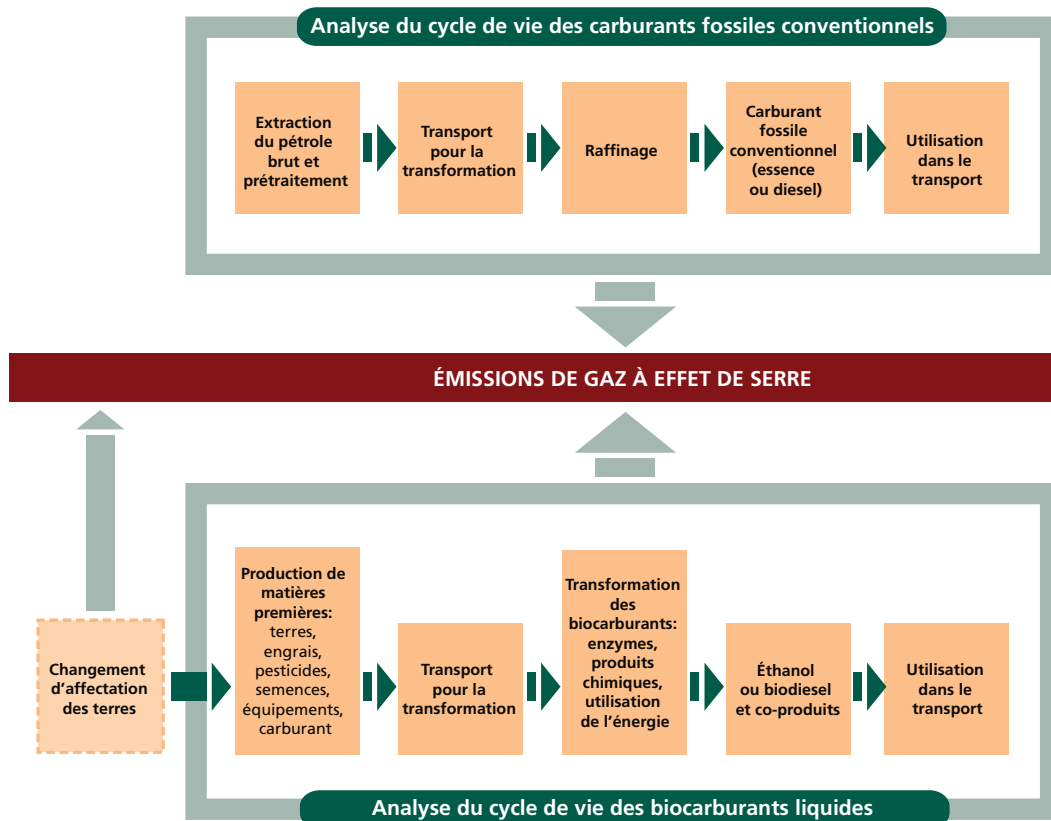 Analyse du cycle de vie des carburants fossiles conventionnels
Extraction
du pétrole
brut et
prétraitement
Transport
pour la
transformation
Raffinage
Carburant
fossile
conventionnel
(essence
ou diesel)
Utilisation
dans le
transport
ÉMISSIONS DE GAZ À EFFET DE SERRE
Changement
d'affectation
des terres
Production de
matières
premières:
terres,
engrais,
pesticides,
semences,
équipements,
carburant
Transport
pour la
transformation
Transformation
des
biocarburants:
enzymes,
produits
chimiques,
utilisation
de l'énergie
Éthanol
ou biodiesel
et co-produits
Utilisation
dans le
transport
Analyse du cycle de vie des biocarburants liquides